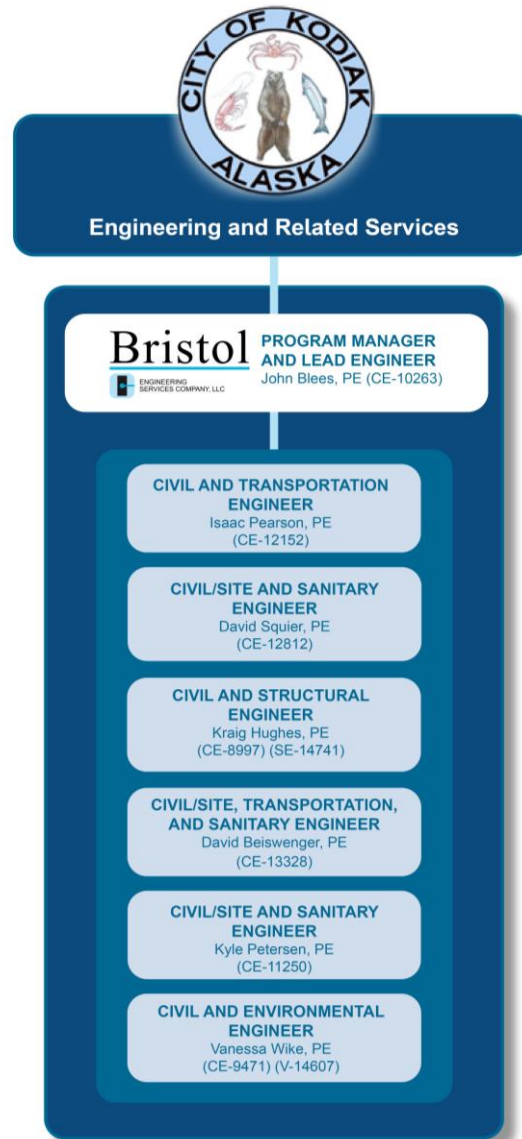 CITY OF KODIAK
ALASKA
Engineering and Related Services
Bristol
ENGINEERING
SERVICES COMPANY, LLC
PROGRAM MANAGER
AND LEAD ENGINEER
John Blees, PE (CE-10263)
CIVIL AND TRANSPORTATION
ENGINEER
Isaac Pearson, PE
(CE-12152)
CIVIL/SITE AND SANITARY
ENGINEER
David Squier, PE
(CE-12812)
CIVIL AND STRUCTURAL
ENGINEER
Kraig Hughes, PE
(CE-8997) (SE-14741)
CIVIL/SITE, TRANSPORTATION,
AND SANITARY ENGINEER
David Beiswenger, PE
(CE-13328)
CIVIL/SITE AND SANITARY
ENGINEER
Kyle Petersen, PE
(CE-11250)
CIVIL AND ENVIRONMENTAL
ENGINEER
Vanessa Wike, PE
(CE-9471) (V-14607)